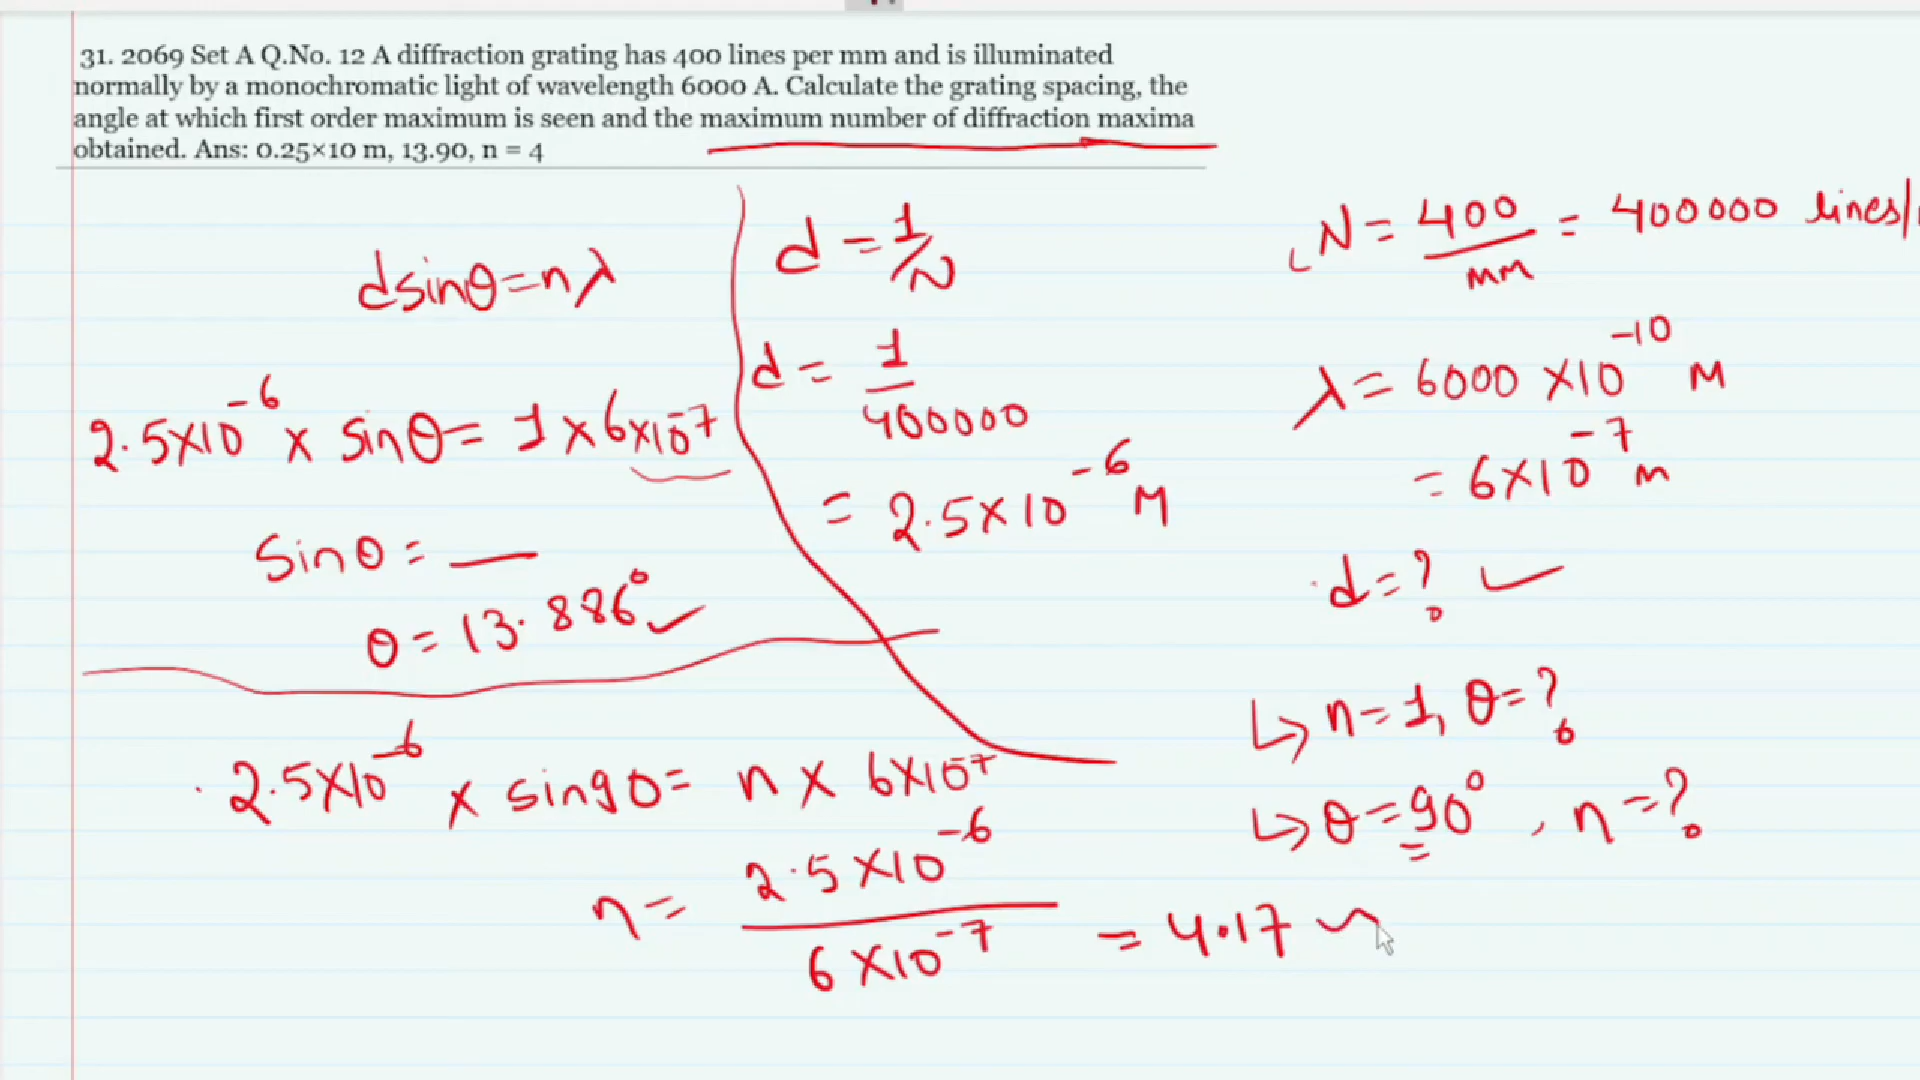 31. 2069 Set A Q.No. 12 A diffraction grating has 400 lines per mm and is illuminated
normally by a monochromatic light of wavelength 6000 A. Calculate the grating spacing, the
angle at which first order maximum is seen and the maximum number of diffraction maxima
obtained. Ans: 0.25×10 m, 13.90, n = 4
dsinθ=nλ
2.5×10⁻⁶ × sinθ= 1×6×10⁻⁷
Sinθ =
θ = 13.886°
d = 1/N
d = 1/400000
= 2.5×10⁻⁶ M
N = 400/mm = 400000 lines/
λ = 6000 ×10⁻¹⁰ M
= 6×10⁻⁷ m
d=?
↳ n=1, θ=?
↳ θ=90°, n=?
2.5×10⁻⁶ × sin90= n × 6×10⁻⁷
n = 2.5×10⁻⁶/6×10⁻⁷ = 4.17